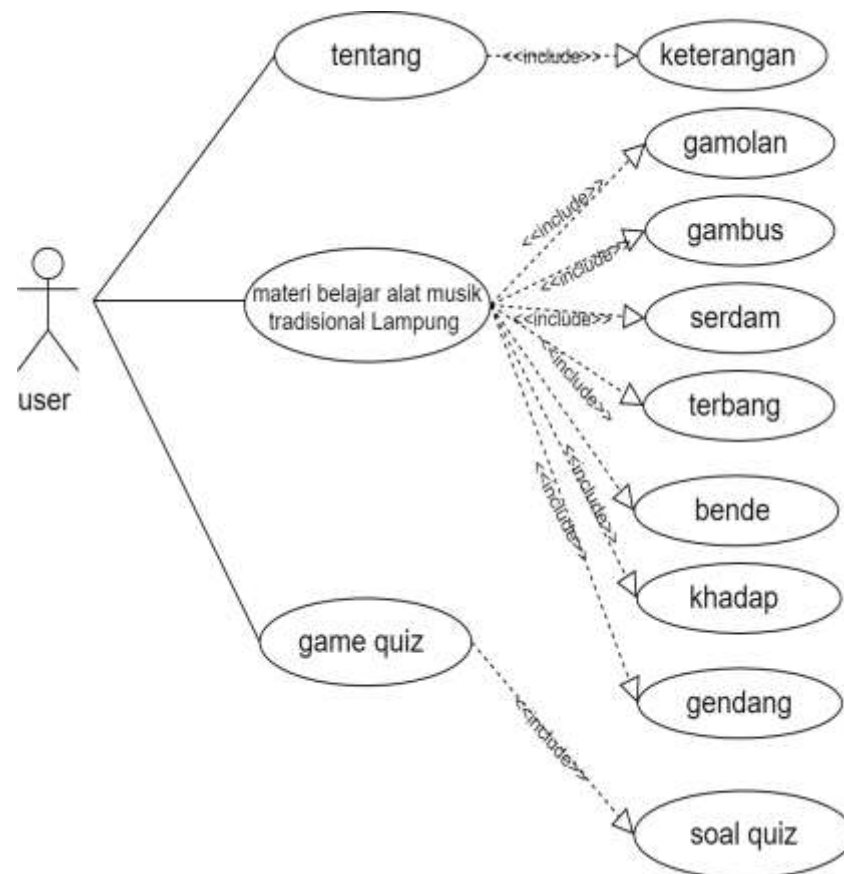 tentang
<<include>>
keterangan
gamolan
<<include>>
gambus
<<include>>
materi belajar alat musik
tradisional Lampung
<<include>>
serdam
<<include>>
terbang
user
<<include>>
bende
<<include>>
khadap
game quiz
gendang
<<include>>
soal quiz